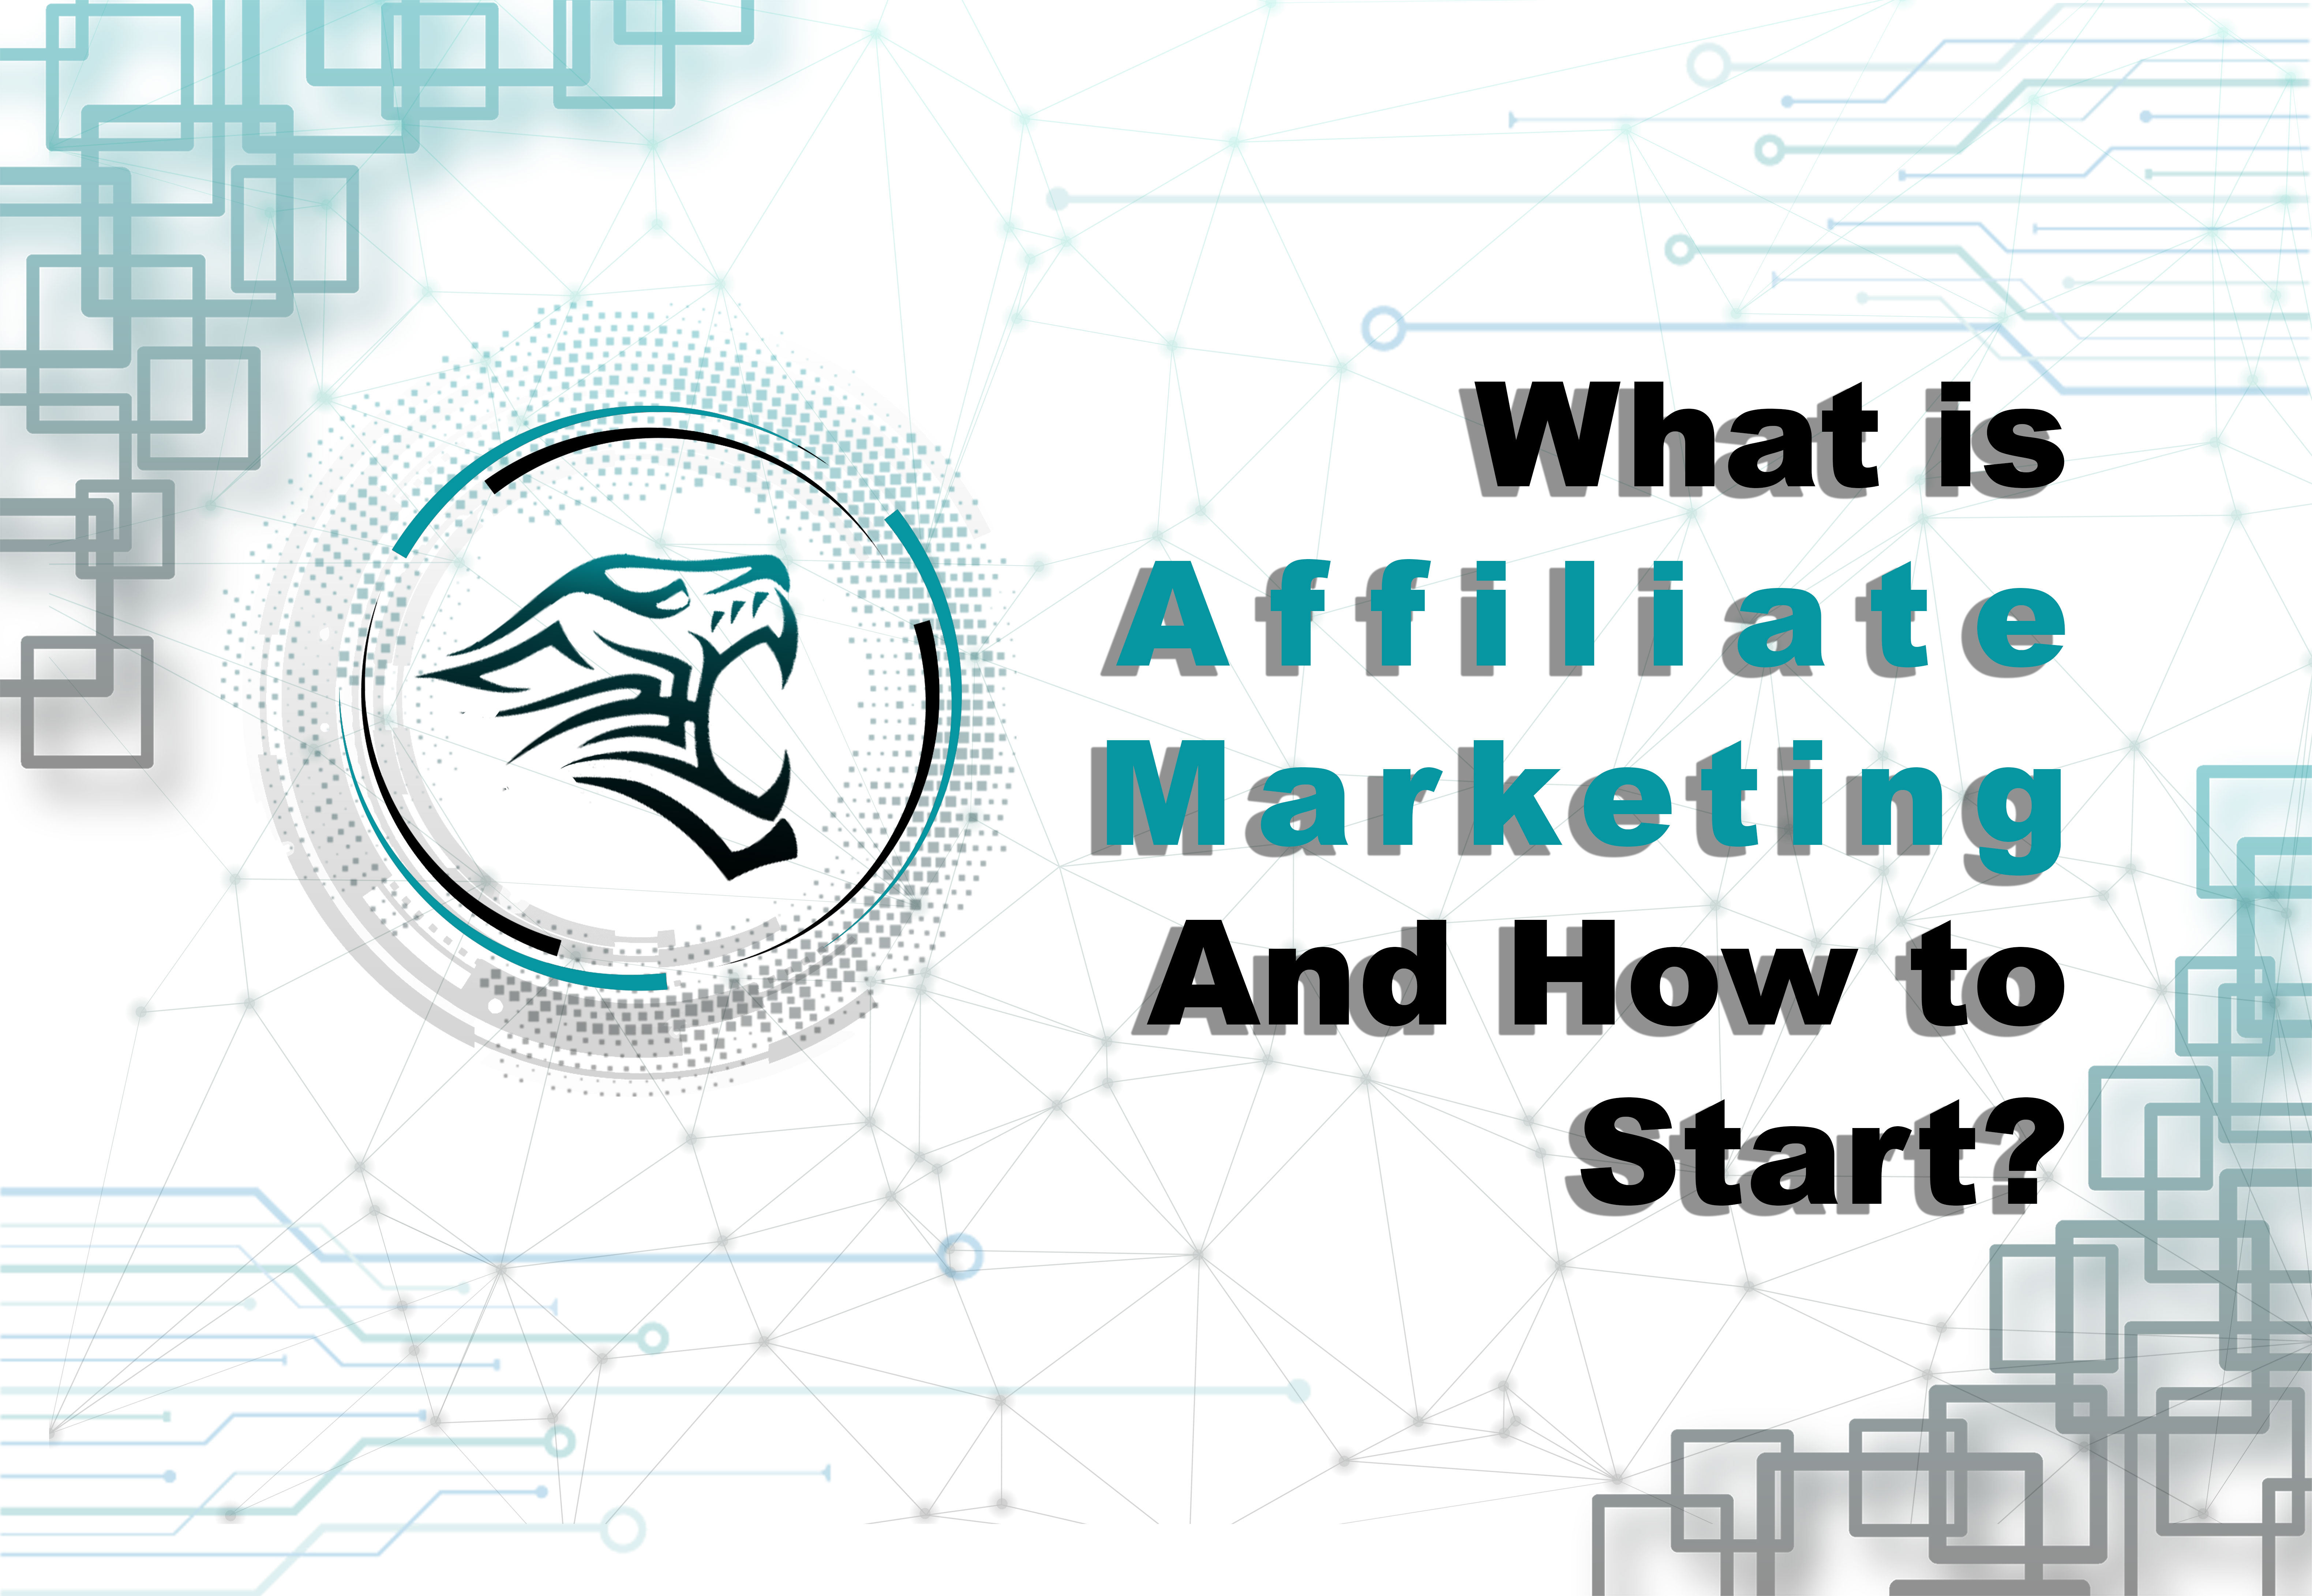 What is
Affiliate
Marketing
And How to
Start?